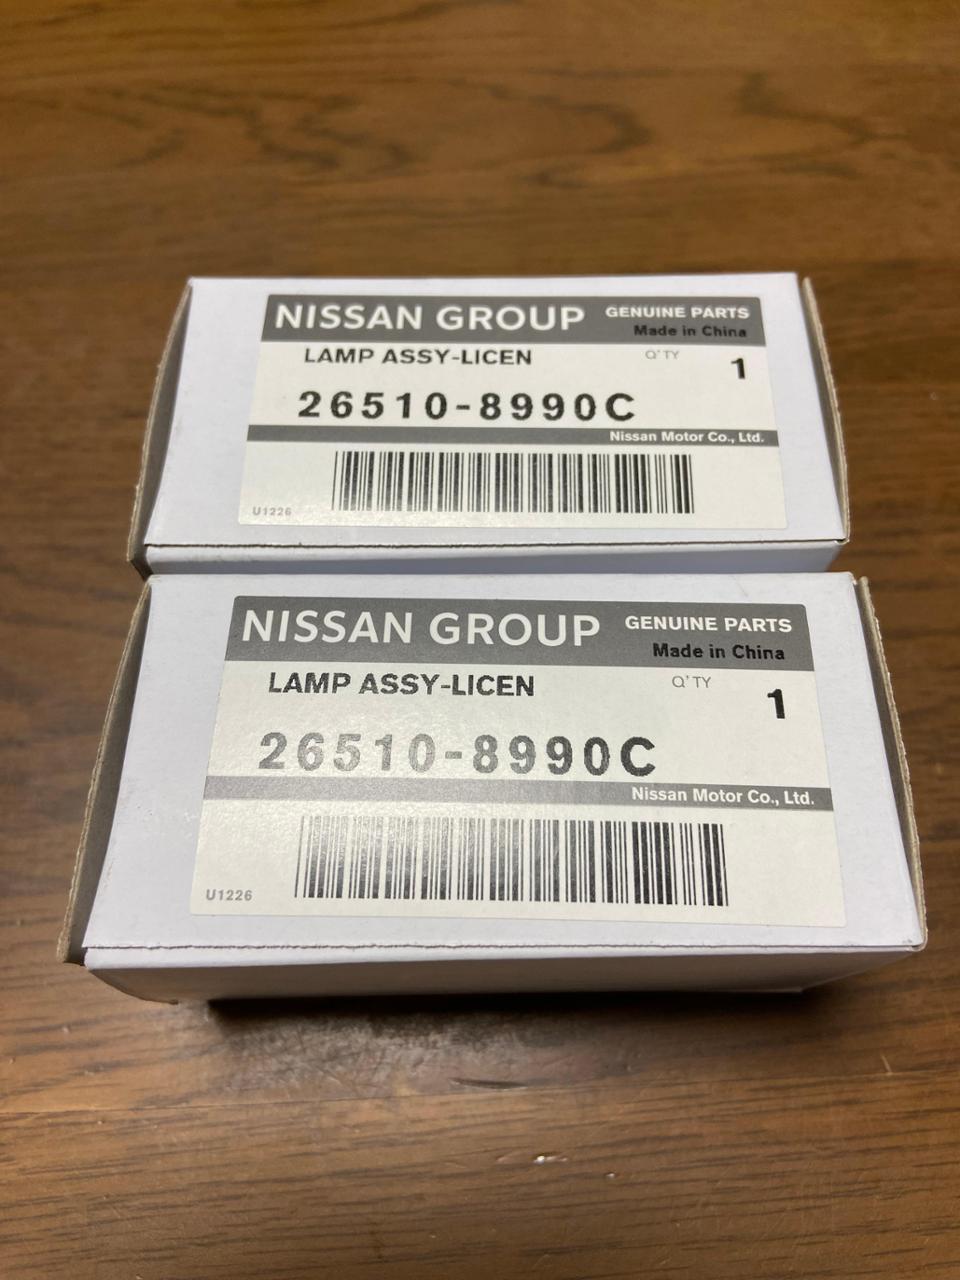 NISSAN GROUP GENUINE PARTS
Made in China
LAMP ASSY-LICEN Q'TY 1
26510-8990C
Nissan Motor Co., Ltd.
U1226
NISSAN GROUP GENUINE PARTS
Made in China
LAMP ASSY-LICEN Q'TY 1
26510-8990C
Nissan Motor Co., Ltd.
U1226